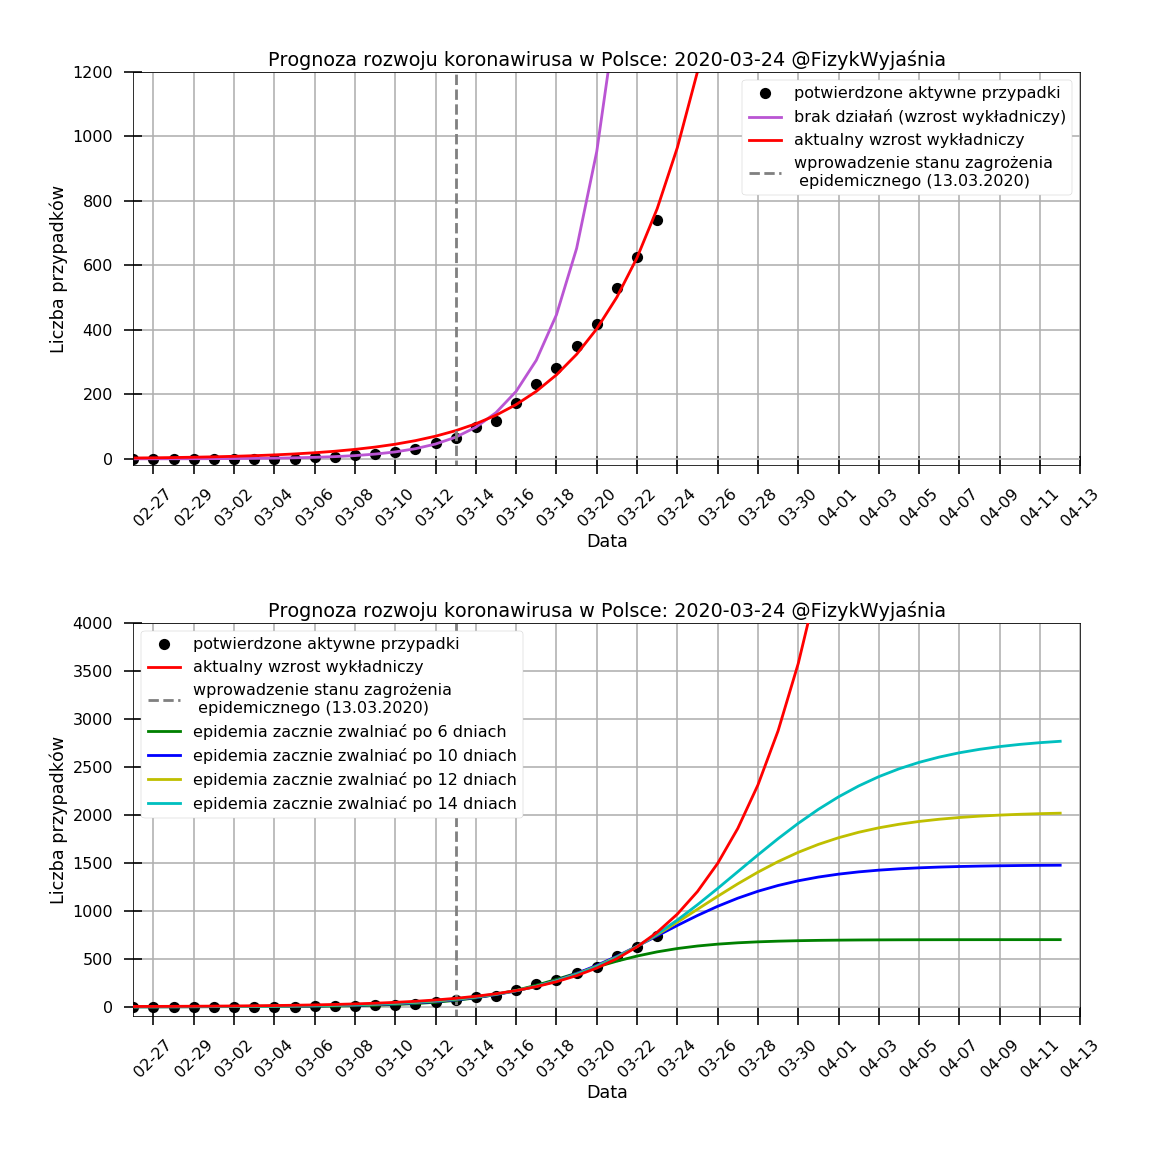 Prognoza rozwoju koronawirusa w Polsce: 2020-03-24 @FizykWyjaśnia
1200
1000
800
600
400
200
0
Liczba przypadków
potwierdzone aktywne przypadki
brak działań (wzrost wykładniczy)
aktualny wzrost wykładniczy
wprowadzenie stanu zagrożenia
epidemicznego (13.03.2020)
02-27 02-29 03-02 03-04 03-06 03-08 03-10 03-12 03-14 03-16 03-18 03-20 03-22 03-24 03-26 03-28 03-30 04-01 04-03 04-05 04-07 04-09 04-11 04-13
Data
Prognoza rozwoju koronawirusa w Polsce: 2020-03-24 @FizykWyjaśnia
4000
3500
3000
2500
2000
1500
1000
500
0
Liczba przypadków
potwierdzone aktywne przypadki
aktualny wzrost wykładniczy
wprowadzenie stanu zagrożenia
epidemicznego (13.03.2020)
epidemia zacznie zwalniać po 6 dniach
epidemia zacznie zwalniać po 10 dniach
epidemia zacznie zwalniać po 12 dniach
epidemia zacznie zwalniać po 14 dniach
02-27 02-29 03-02 03-04 03-06 03-08 03-10 03-12 03-14 03-16 03-18 03-20 03-22 03-24 03-26 03-28 03-30 04-01 04-03 04-05 04-07 04-09 04-11 04-13
Data